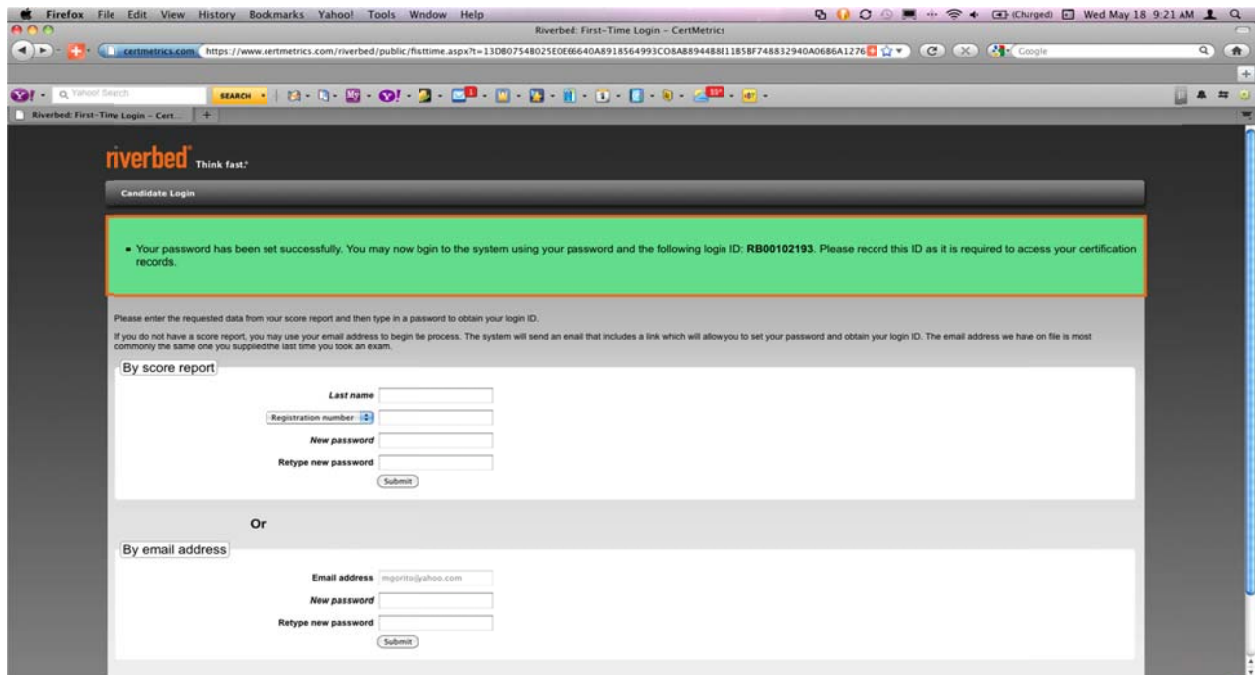 Firefox File Edit View History Bookmarks Yahoo! Tools Wndow Help (Churged) Wed May 18 9:21 AM
Riverbed: First-Time Login – CertMetrics
certmetrics.com Google
Yahoo! Search SEARCH
Riverbed: First-Time Login – Cert...
riverbed® Think fast.®
Candidate Login
Your password has been set successfully. You may now bgin to the system using your password and the following login ID: RB00102193. Please record this ID as it is required to access your certification
records.
Please enter the requested data from your score report and then type in a password to obtain your login ID.
If you do not have a score report, you may use your email address to begin the process. The system will send an email that includes a link which will allowyou to set your password and obtain your login ID. The email address we have on file is most
commonly the same one you suppliedthe last time you took an exam.
By score report
Last name
Registration number
New password
Retype new password
Submit
Or
By email address
Email address mgorito@yahoo.com
New password
Retype new password
Submit